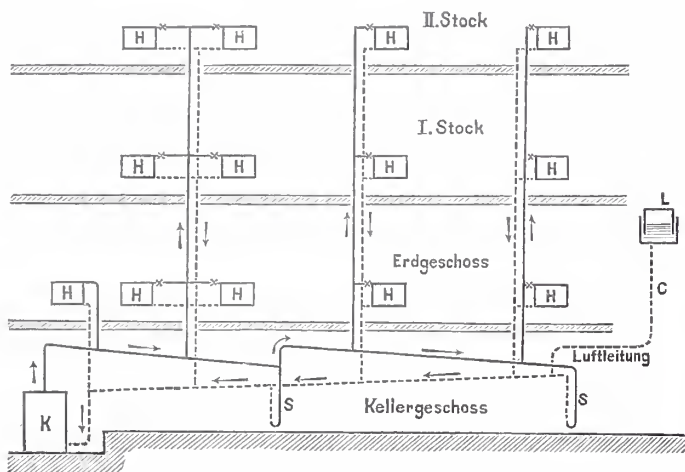 H H H H II. Stock
I. Stock
H H H H
L
Erdgeschoss
C
H H H H H
Luftleitung
S S
K Kellergeschoss